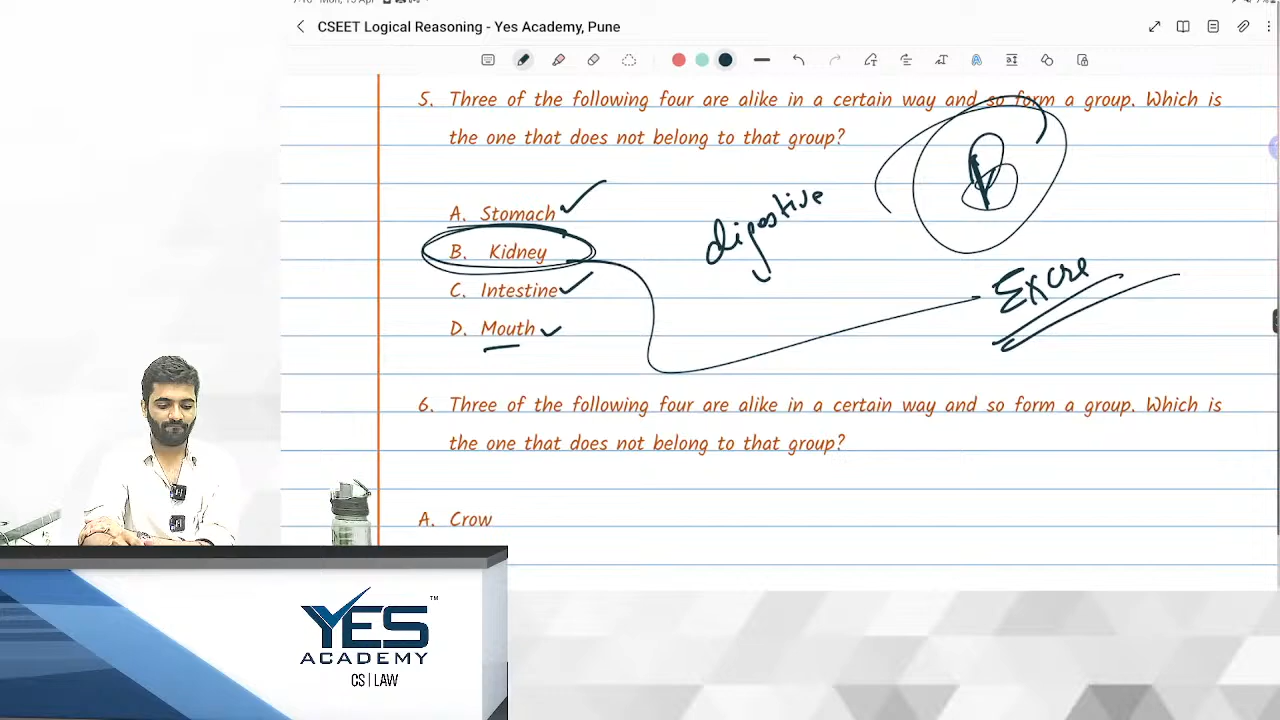 CSEET Logical Reasoning - Yes Academy, Pune
5. Three of the following four are alike in a certain way and so form a group. Which is
the one that does not belong to that group?
B
A. Stomach
digestive
B. Kidney
Excre
C. Intestine
D. Mouth
6. Three of the following four are alike in a certain way and so form a group. Which is
the one that does not belong to that group?
A. Crow
YES
™
ACADEMY
CS | LAW